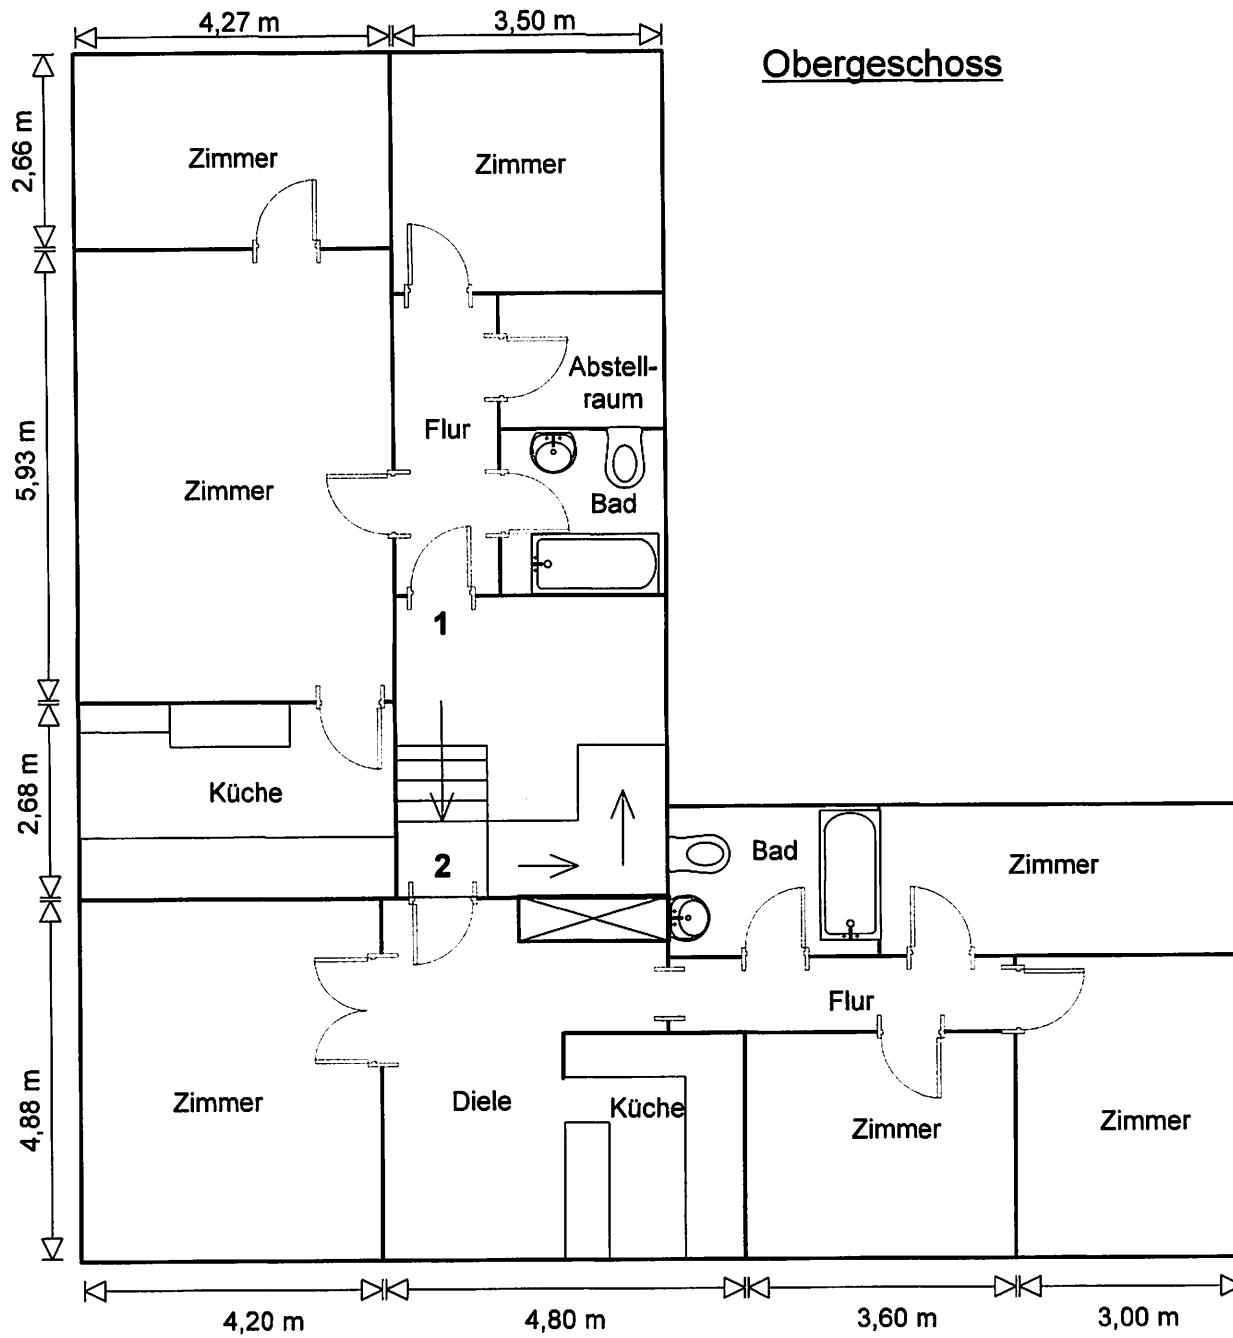 4,27 m
3,50 m
Obergeschoss
2,66 m
Zimmer
Zimmer
Abstell-
raum
Flur
5,93 m
Zimmer
Bad
1
2,68 m
Küche
2
Bad
Zimmer
Flur
4,88 m
Zimmer
Diele
Küche
Zimmer
Zimmer
4,20 m
4,80 m
3,60 m
3,00 m